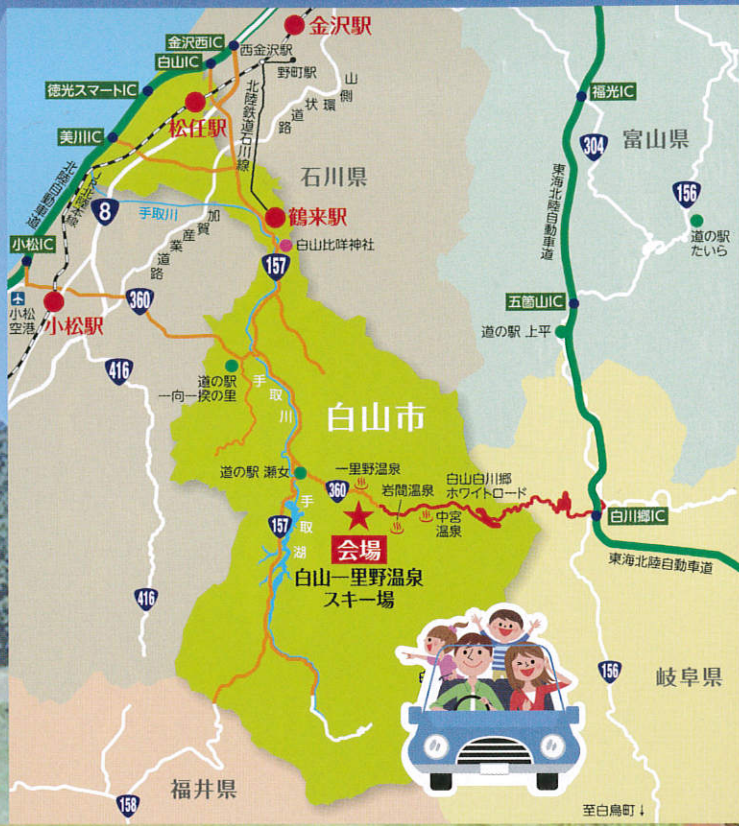 金沢駅
金沢西IC
西金沢駅
白山IC
野町駅
徳光スマートIC
松任駅
美川IC
北陸鉄道石川線
山側環状道路
石川県
福光IC
富山県
304
156
道の駅
たいら
東海北陸自動車道
北陸自動車道
JR北陸本線
8
手取川
加賀産業道路
鶴来駅
白山比咩神社
157
小松IC
小松
空港
小松駅
360
416
五箇山IC
道の駅 上平
道の駅
一向一揆の里
手取川
白山市
道の駅 瀬女
360
一里野温泉
岩間温泉
白山白川郷
ホワイトロード
中宮
温泉
157
手取湖
会場
白山一里野温泉
スキー場
白川郷IC
東海北陸自動車道
416
156
岐阜県
福井県
158
至白鳥町↓